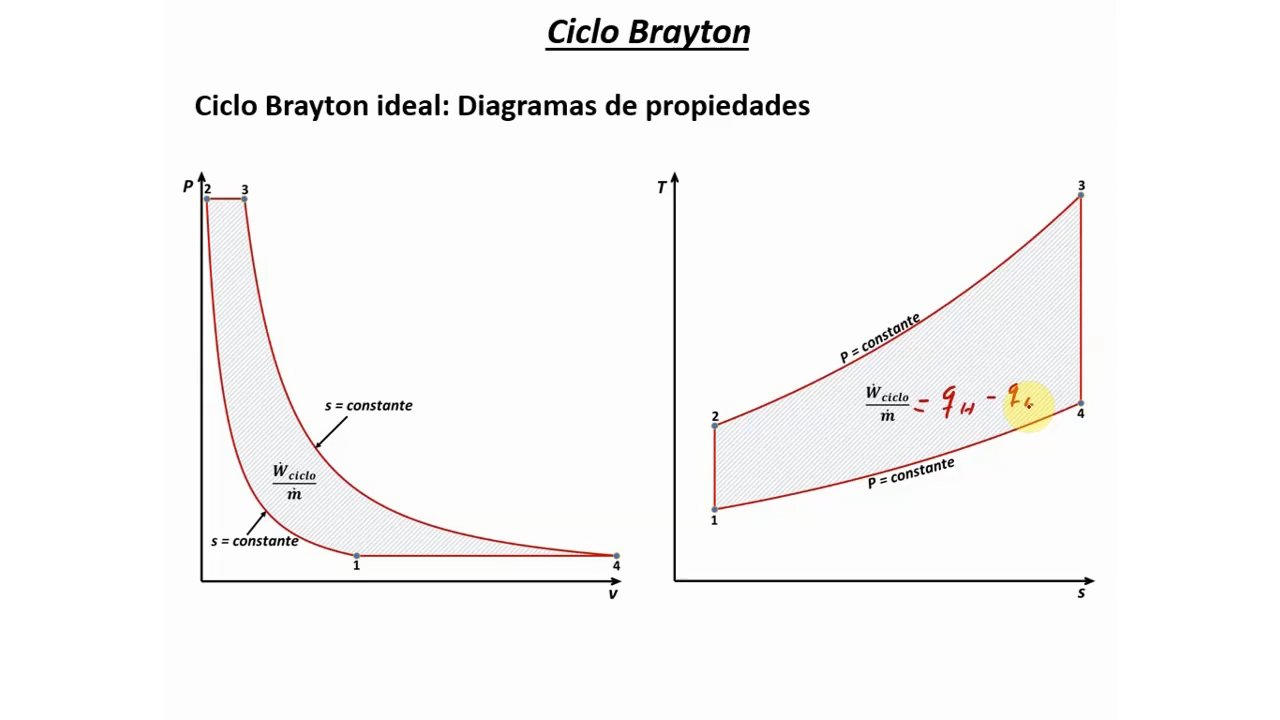 Ciclo Brayton
Ciclo Brayton ideal: Diagramas de propiedades
P
2 3
s = constante
Ẇciclo
ṁ
s = constante
1
4
v
T
3
P = constante
Ẇciclo
ṁ
= qH - qL
2
4
P = constante
1
s